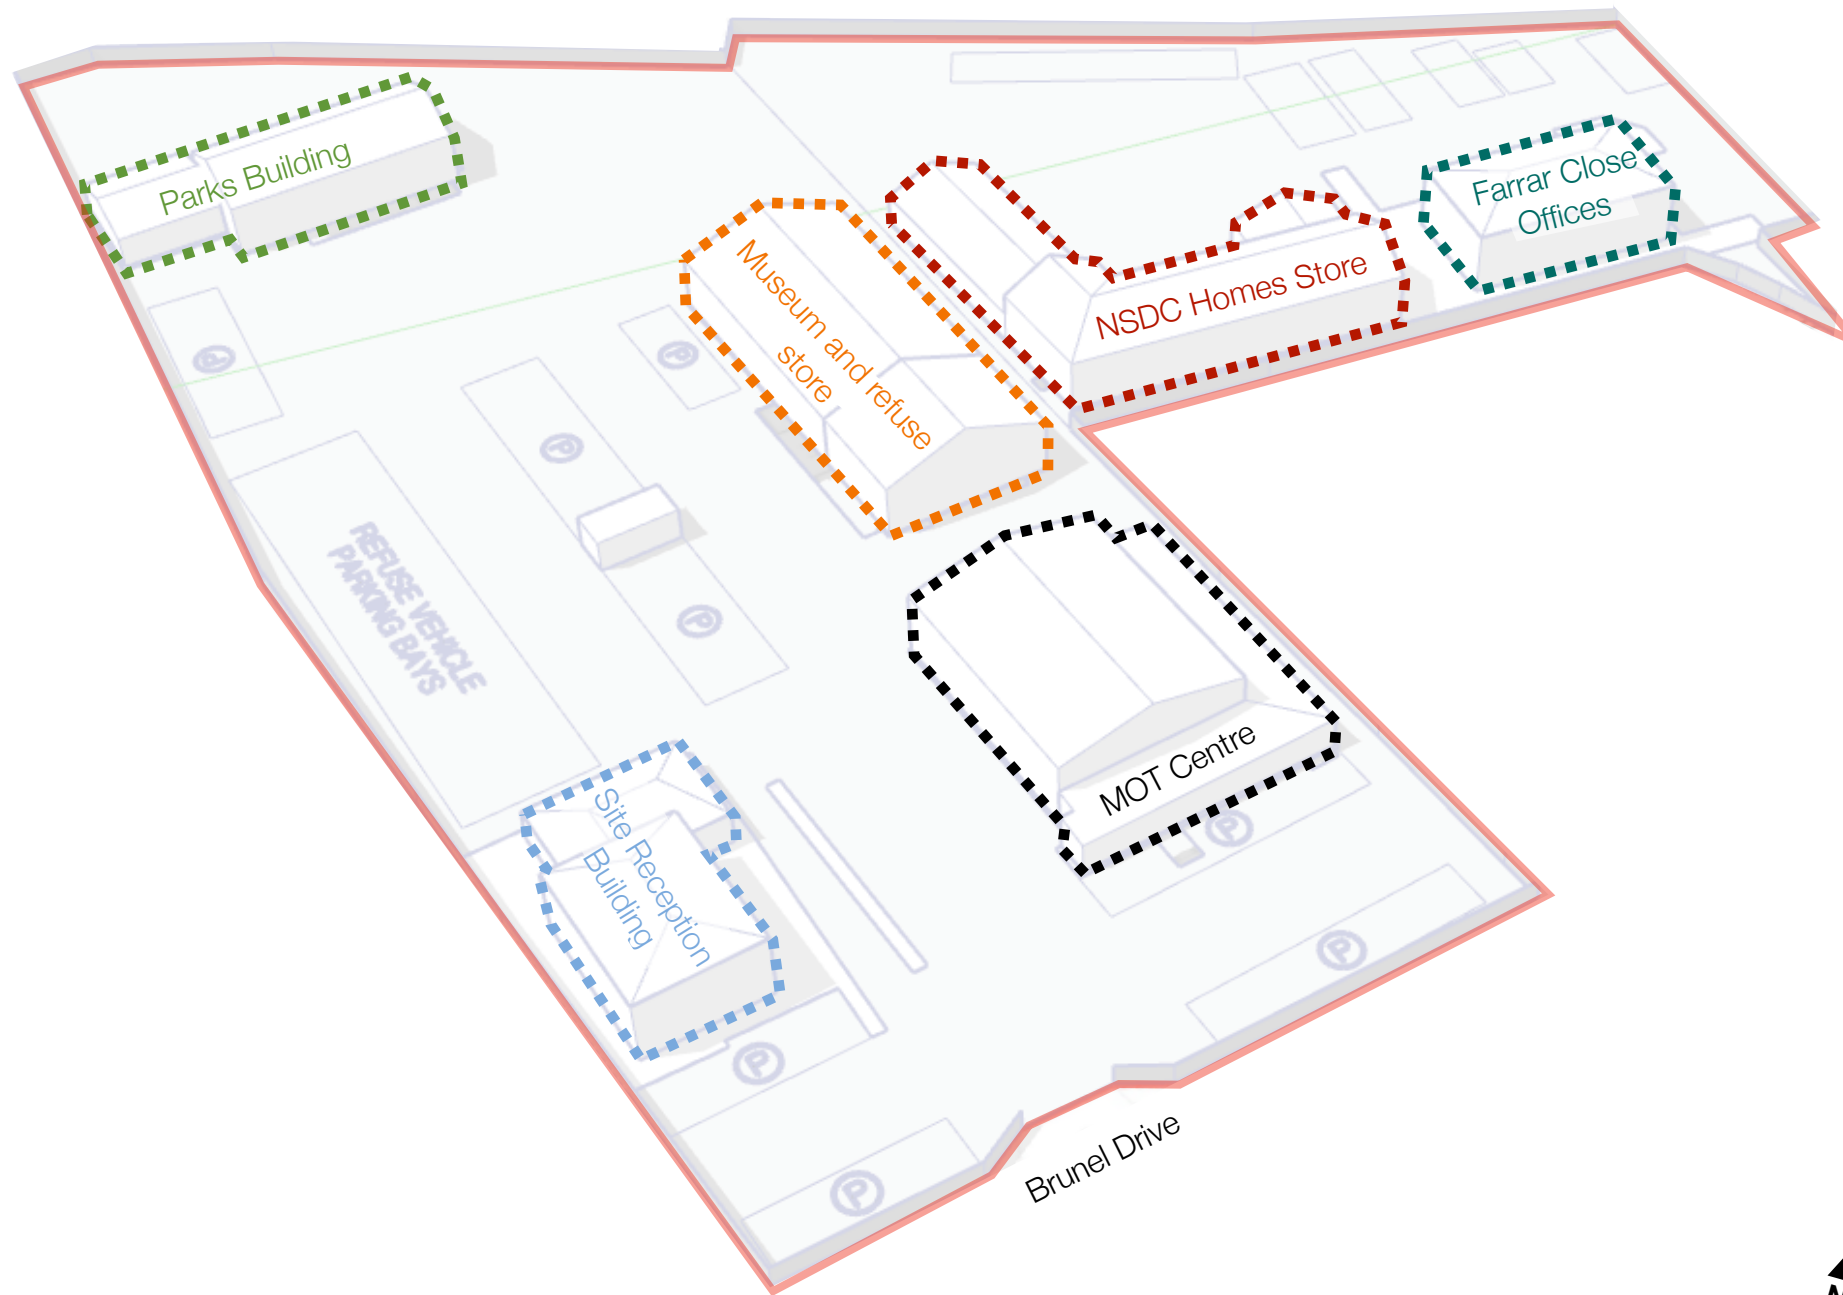 Parks Building
Farrar Close
Offices
NSDC Homes Store
Museum and refuse
store
P
P
P
REFUSE VEHICLE
PARKING BAYS
P
MOT Centre
P
Site Reception
Building
P
P
Brunel Drive
P